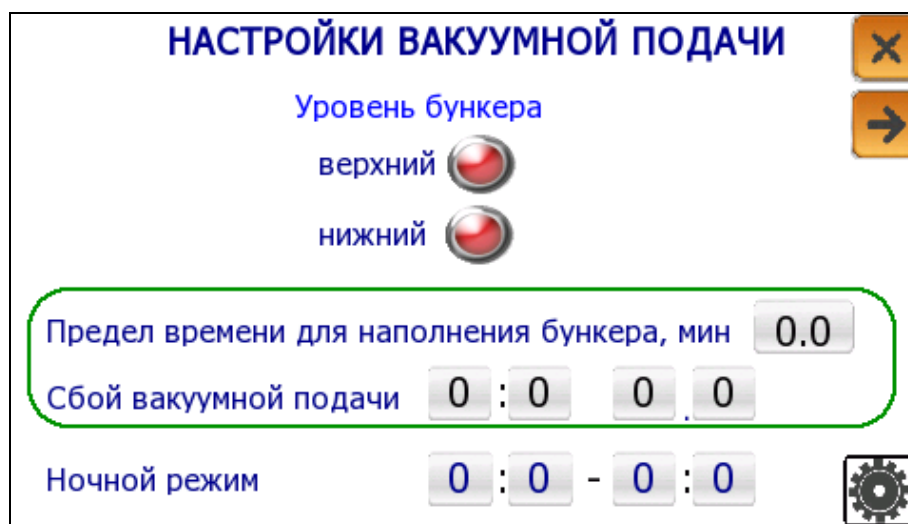 НАСТРОЙКИ ВАКУУМНОЙ ПОДАЧИ
Уровень бункера
верхний
нижний
Предел времени для наполнения бункера, мин 0.0
Сбой вакуумной подачи 0 : 0 0 . 0
Ночной режим 0 : 0 - 0 : 0